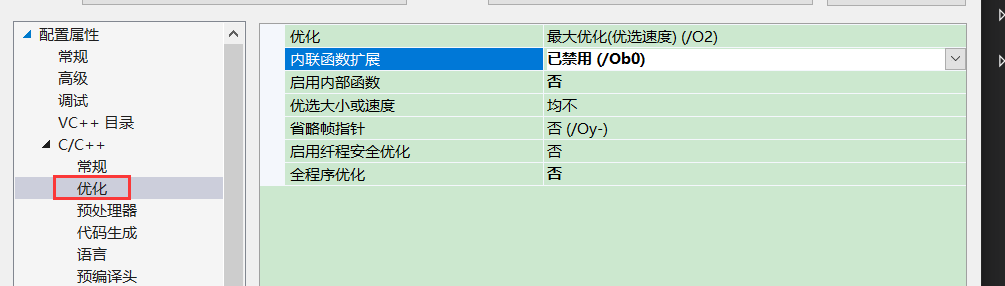 配置属性
常规
高级
调试
VC++ 目录
C/C++
常规
优化
预处理器
代码生成
语言
预编译头
优化 最大优化(优选速度) (/O2)
内联函数扩展 已禁用 (/Ob0)
启用内部函数 否
优选大小或速度 均不
省略帧指针 否 (/Oy-)
启用纤程安全优化 否
全程序优化 否